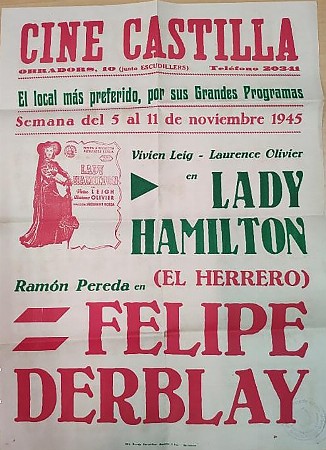 CINE CASTILLA
OBRADORS, 10 (junto ESCUDILLERS) Teléfono 20341
El local más preferido, por sus Grandes Programas
Semana del 5 al 11 de noviembre 1945
Vivien Leig - Laurence Olivier
en
LADY
HAMILTON
LADY
HAMILTON
Vivien LEIGH
Laurence OLIVIER
Ramón Pereda en
(EL HERRERO)
= FELIPE
DERBLAY